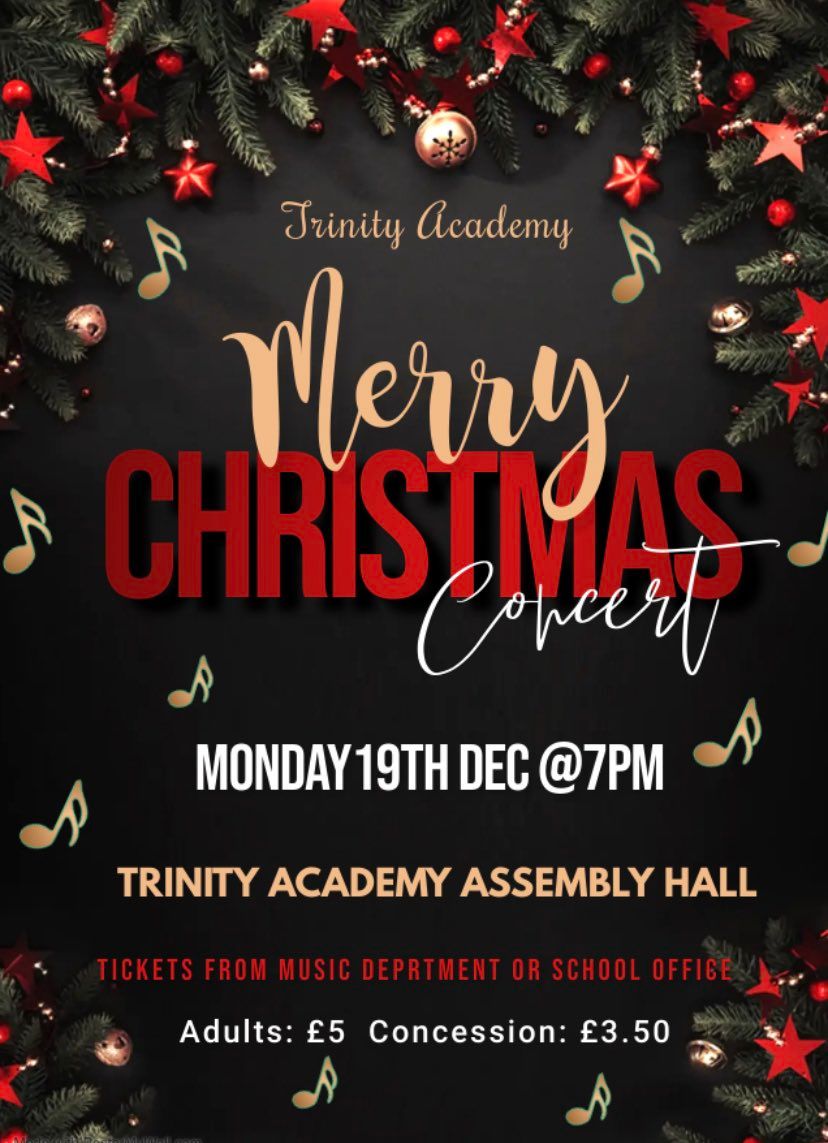 Trinity Academy
Merry
CHRISTMAS
Concert
MONDAY 19TH DEC @7PM
TRINITY ACADEMY ASSEMBLY HALL
TICKETS FROM MUSIC DEPRTMENT OR SCHOOL OFFICE
Adults: £5 Concession: £3.50